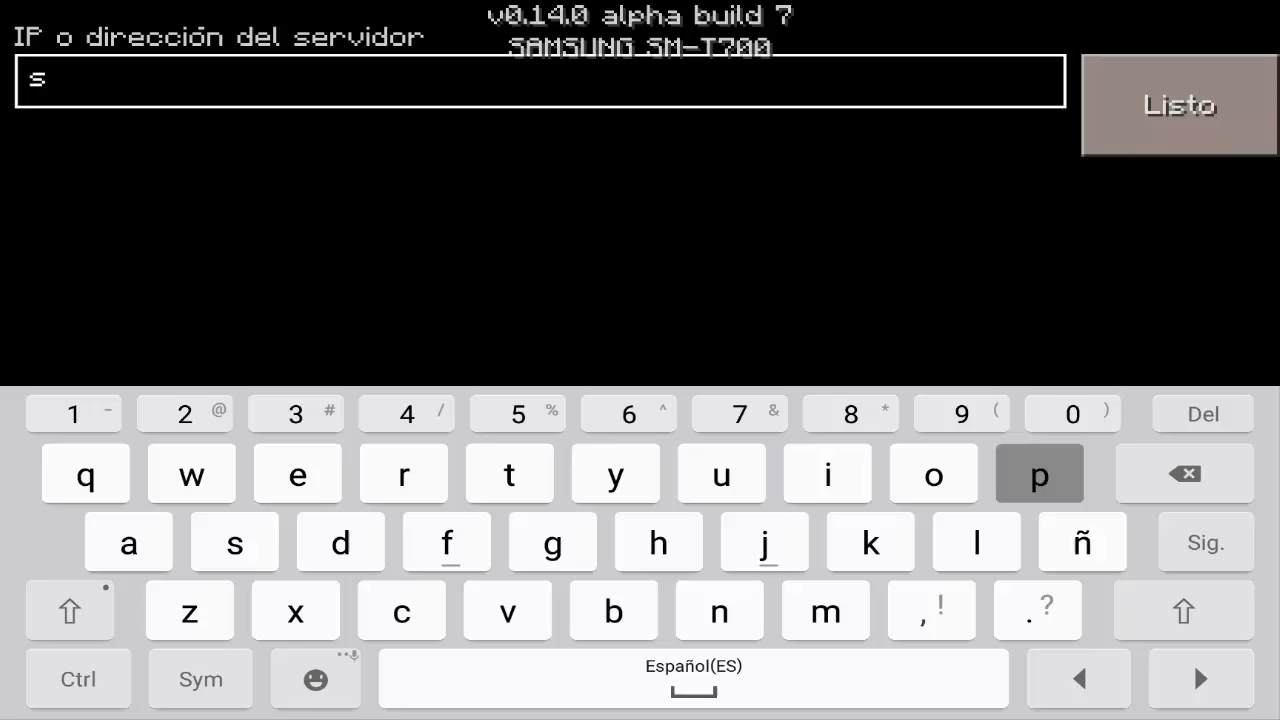 v0.14.0 alpha build 7
IP o dirección del servidor
SAMSUNG SM-T700
s
Listo
1 - 2 @ 3 # 4 / 5 % 6 ^ 7 & 8 * 9 ( 0 ) Del
q w e r t y u i o p
a s d f g h j k l ñ Sig.
z x c v b n m , ! . ?
Ctrl Sym Español(ES)